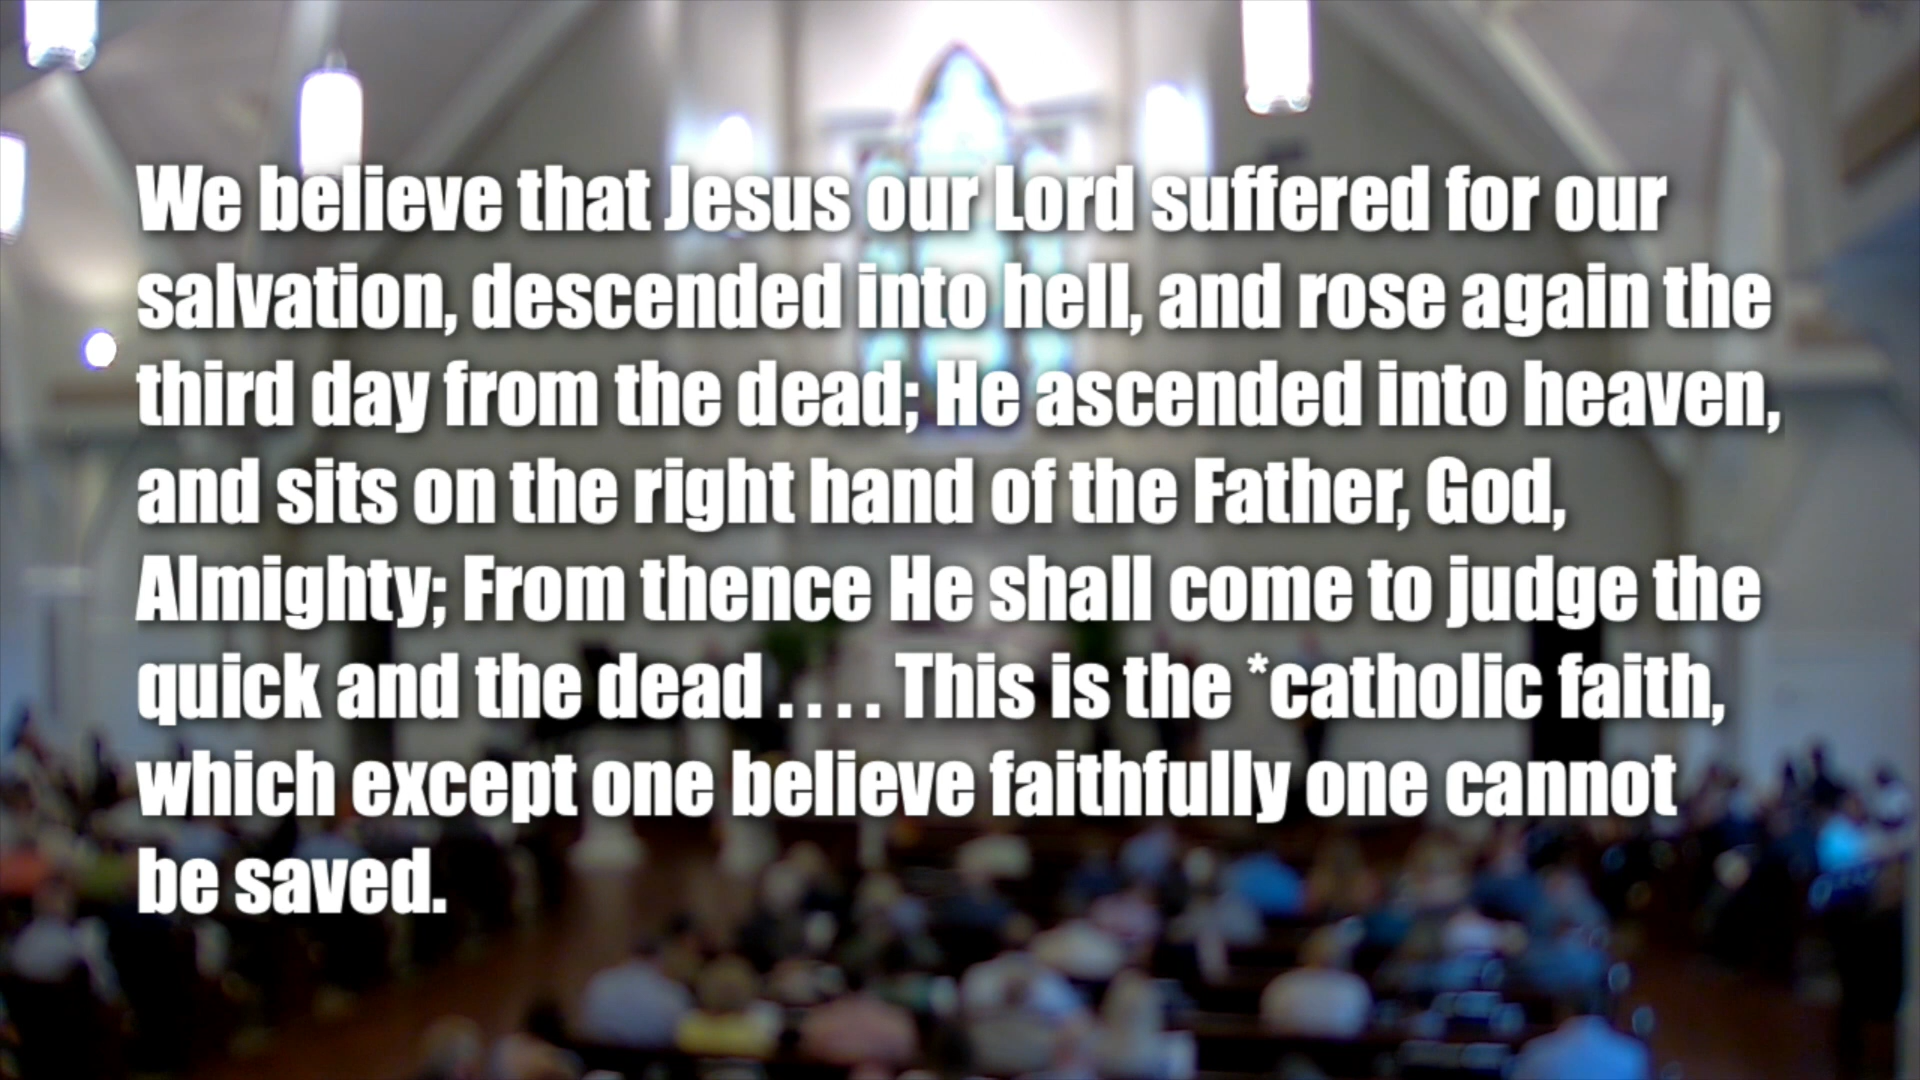 We believe that Jesus our Lord suffered for our
salvation, descended into hell, and rose again the
third day from the dead; He ascended into heaven,
and sits on the right hand of the Father, God,
Almighty; From thence He shall come to judge the
quick and the dead . . . . This is the *catholic faith,
which except one believe faithfully one cannot
be saved.